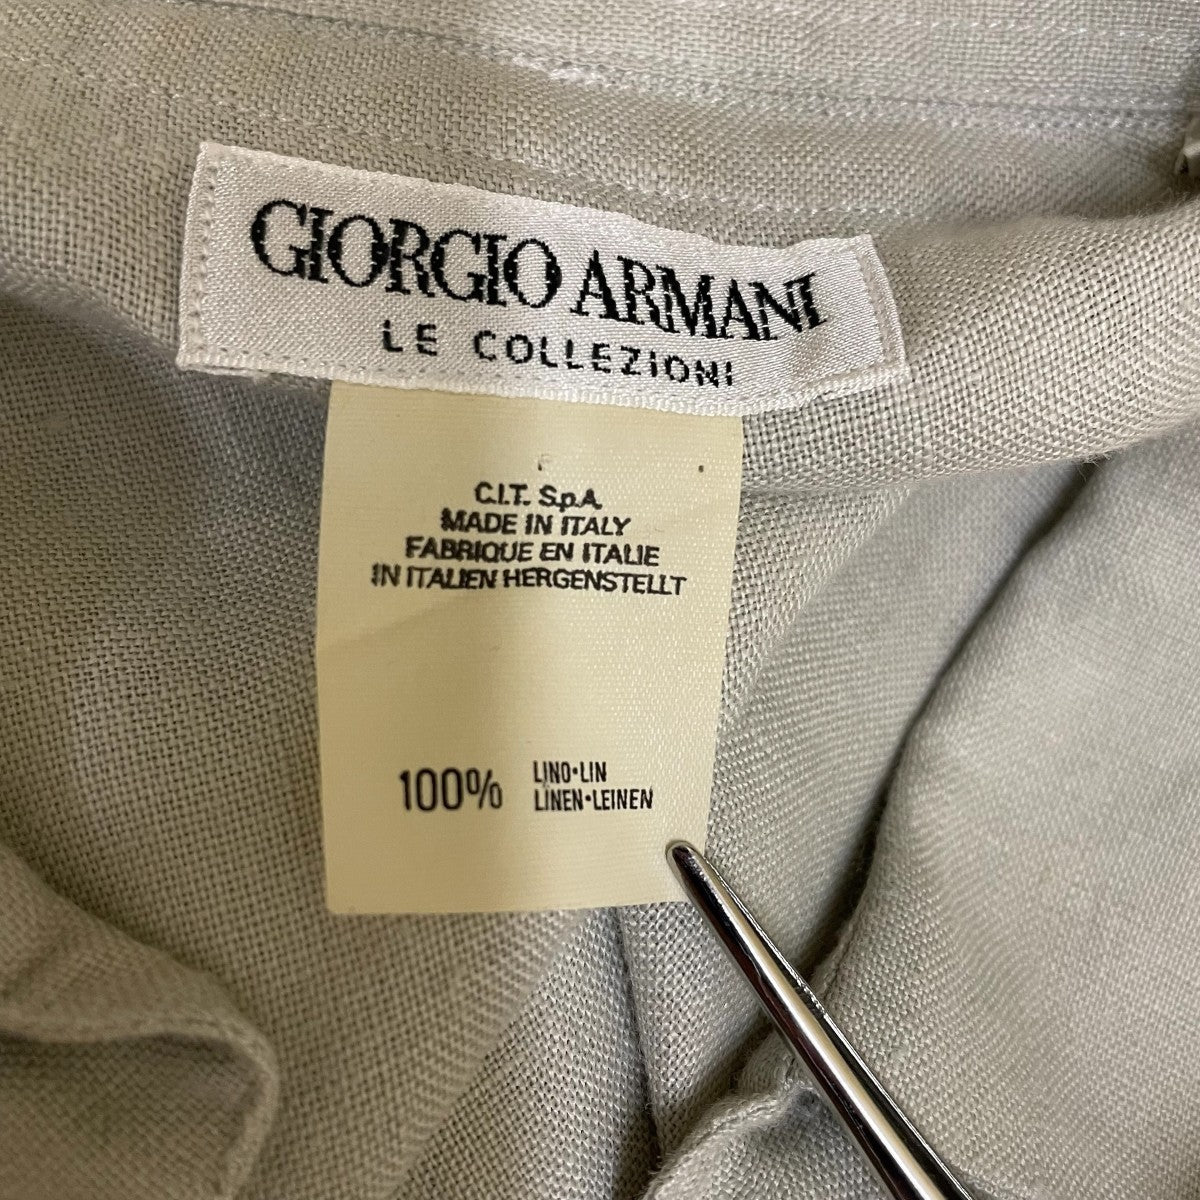 GIORGIO ARMANI
LE COLLEZIONI
C.I.T. S.p.A.
MADE IN ITALY
FABRIQUE EN ITALIE
IN ITALIEN HERGENSTELLT
100% LINO•LIN
LINEN•LEINEN